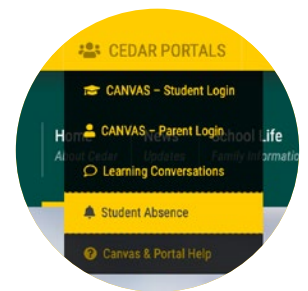 CEDAR PORTALS
CANVAS – Student Login
CANVAS – Parent Login
Home News School Life
About Cedar Updates Family Information
Learning Conversations
Student Absence
Canvas & Portal Help